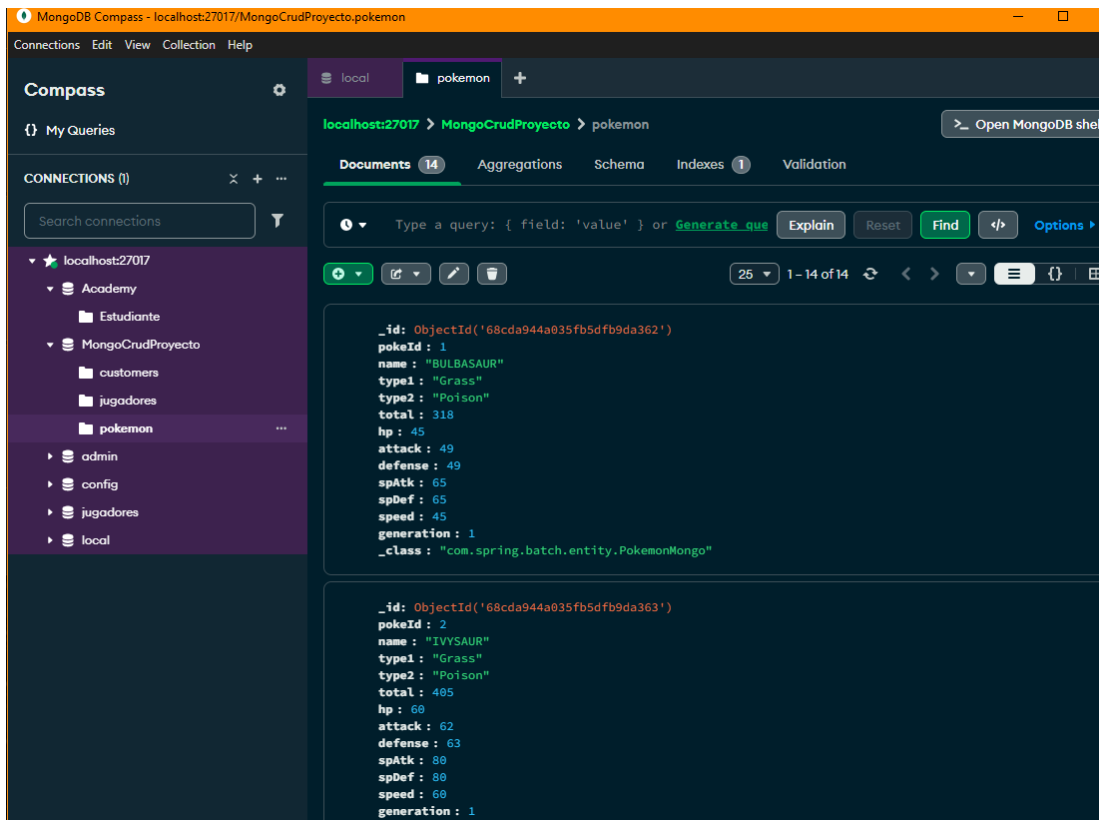 MongoDB Compass - localhost:27017/MongoCrudProyecto.pokemon
Connections Edit View Collection Help
Compass
{} My Queries
CONNECTIONS (1)
Search connections
localhost:27017
Academy
Estudiante
MongoCrudProyecto
customers
jugadores
pokemon
admin
config
jugadores
local
local
pokemon
localhost:27017 > MongoCrudProyecto > pokemon
>_ Open MongoDB shel
Documents 14 Aggregations Schema Indexes 1 Validation
Type a query: { field: 'value' } or Generate que Explain Reset Find </> Options
25 1 – 14 of 14 {}
_id: ObjectId('68cda944a035fb5dfb9da362')
pokeId : 1
name : "BULBASAUR"
type1 : "Grass"
type2 : "Poison"
total : 318
hp : 45
attack : 49
defense : 49
spAtk : 65
spDef : 65
speed : 45
generation : 1
_class : "com.spring.batch.entity.PokemonMongo"
_id: ObjectId('68cda944a035fb5dfb9da363')
pokeId : 2
name : "IVYSAUR"
type1 : "Grass"
type2 : "Poison"
total : 405
hp : 60
attack : 62
defense : 63
spAtk : 80
spDef : 80
speed : 60
generation : 1